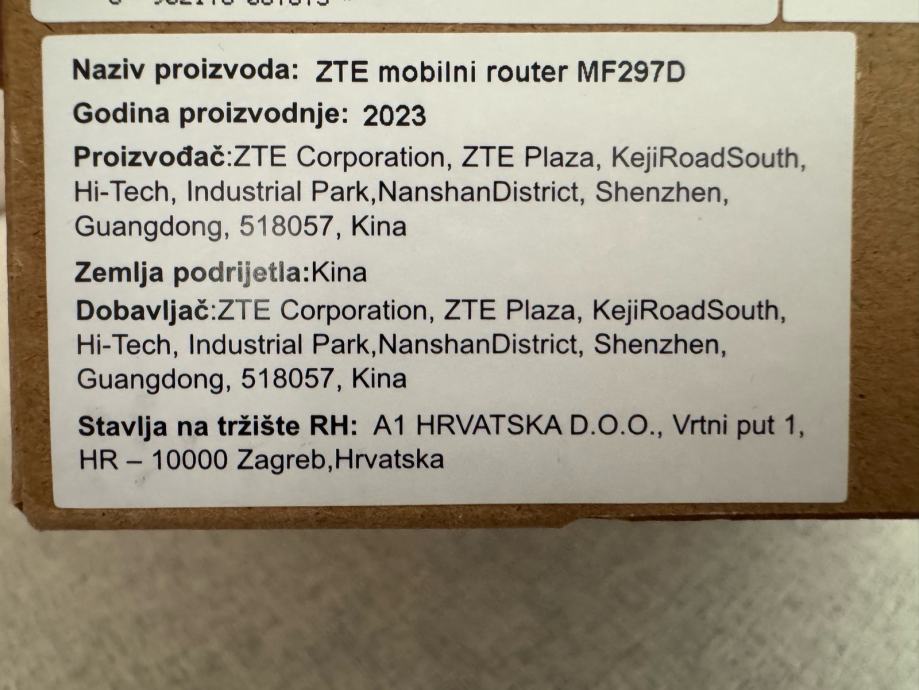 Naziv proizvoda: ZTE mobilni router MF297D
Godina proizvodnje: 2023
Proizvođač:ZTE Corporation, ZTE Plaza, KejiRoadSouth,
Hi-Tech, Industrial Park,NanshanDistrict, Shenzhen,
Guangdong, 518057, Kina
Zemlja podrijetla:Kina
Dobavljač:ZTE Corporation, ZTE Plaza, KejiRoadSouth,
Hi-Tech, Industrial Park,NanshanDistrict, Shenzhen,
Guangdong, 518057, Kina
Stavlja na tržište RH: A1 HRVATSKA D.O.O., Vrtni put 1,
HR – 10000 Zagreb,Hrvatska